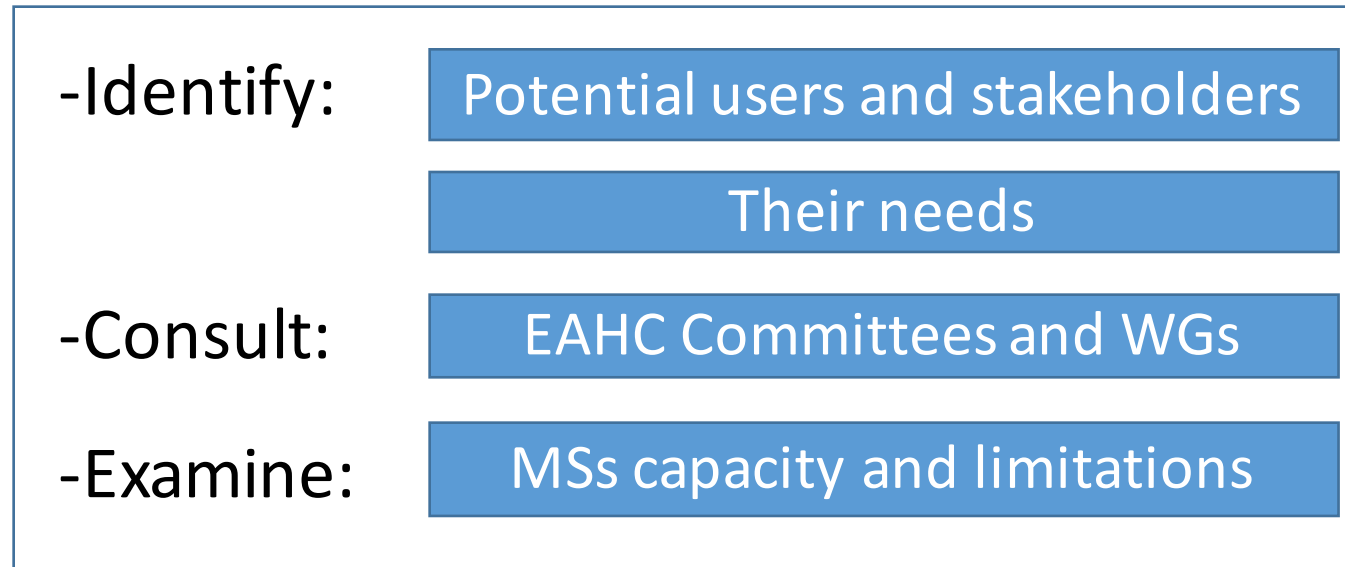 -Identify: Potential users and stakeholders
Their needs
-Consult: EAHC Committees and WGs
-Examine: MSs capacity and limitations